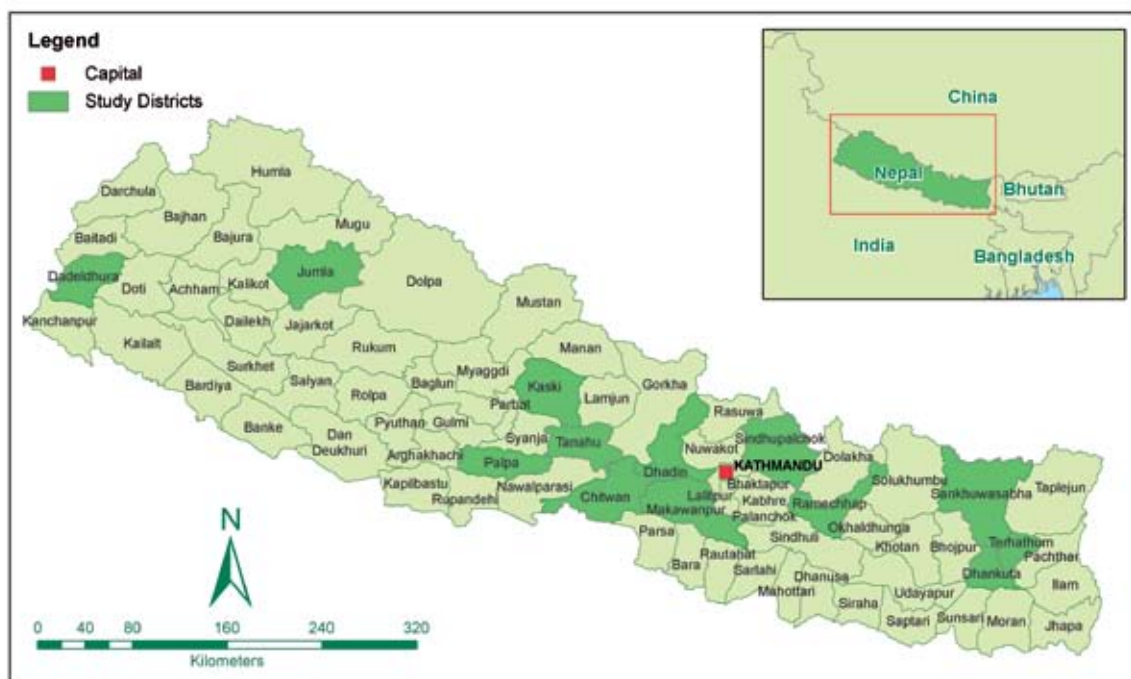 Legend
Capital
Study Districts
China
Nepal
Bhutan
India
Bangladesh
Humla
Darchula
Bajhan
Mugu
Baitadi
Bajura
Dadeldhura
Jumla
Doti
Achham
Kalikot
Dolpa
Mustan
Kanchanpur
Dailekh
Jajarkot
Kailalt
Rukum
Manan
Surkhet
Myaggdi
Gorkha
Bardiya
Salyan
Baglun
Kaski
Rolpa
Parbat
Lamjun
Rasuwa
Banke
Pyuthan
Gulmi
Syanja
Tanahu
Nuwakot
Sindhupalchok
Dan
Deukhuri
Arghakhachi
Dolakha
Palpa
Dhadin
KATHMANDU
Solukhumbu
Kapilbastu
Nawalparasi
Bhaktapur
Sankhuwasabha
Taplejun
Rupandehi
Chitwan
Lalitpur
Kabhre
Ramechhap
Makawanpur
Palanchok
Okhaldhunga
Parsa
Sindhuli
Terhathum
Khotan
Bhojpur
Pachther
Rautahat
Bara
Sarlahi
Dhanusa
Dhankuta
Mahottari
Udayapur
Ilam
Siraha
Saptari
Sunsari
Moran
Jhapa
N
0 40 80 160 240 320
Kilometers